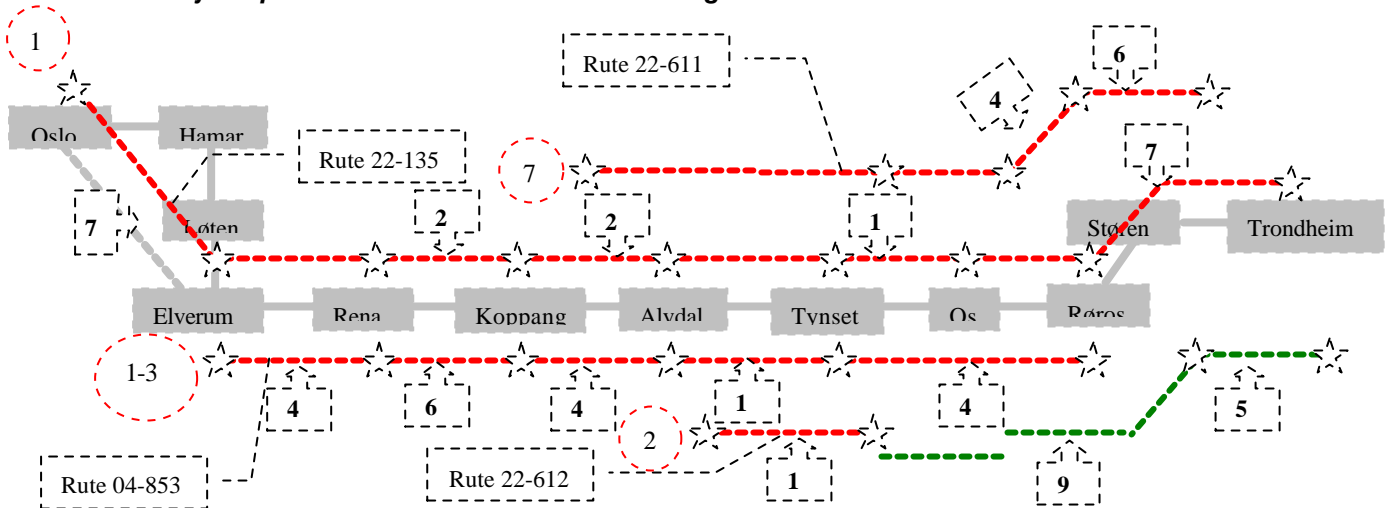 1
6
Rute 22-611
4
Oslo
Hamar
Rute 22-135
7
7
2
2
1
7
Løten
Støren
Trondheim
Elverum
Rena
Koppang
Alvdal
Tynset
Os
Røros
1-3
4
6
4
1
4
5
2
Rute 04-853
Rute 22-612
1
9